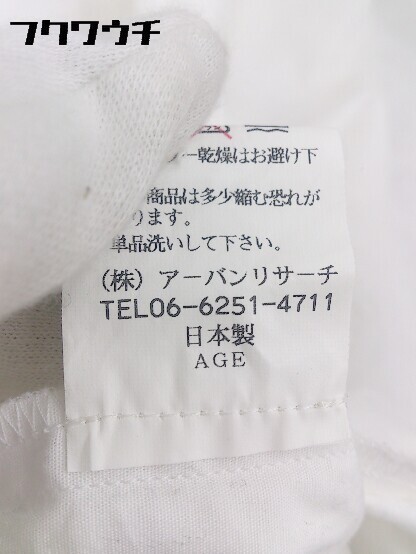 フクワウチ
ー乾燥はお避け下
商品は多少縮む恐れが
ります。
単品洗いして下さい。
（株）アーバンリサーチ
TEL06-6251-4711
日本製
AGE